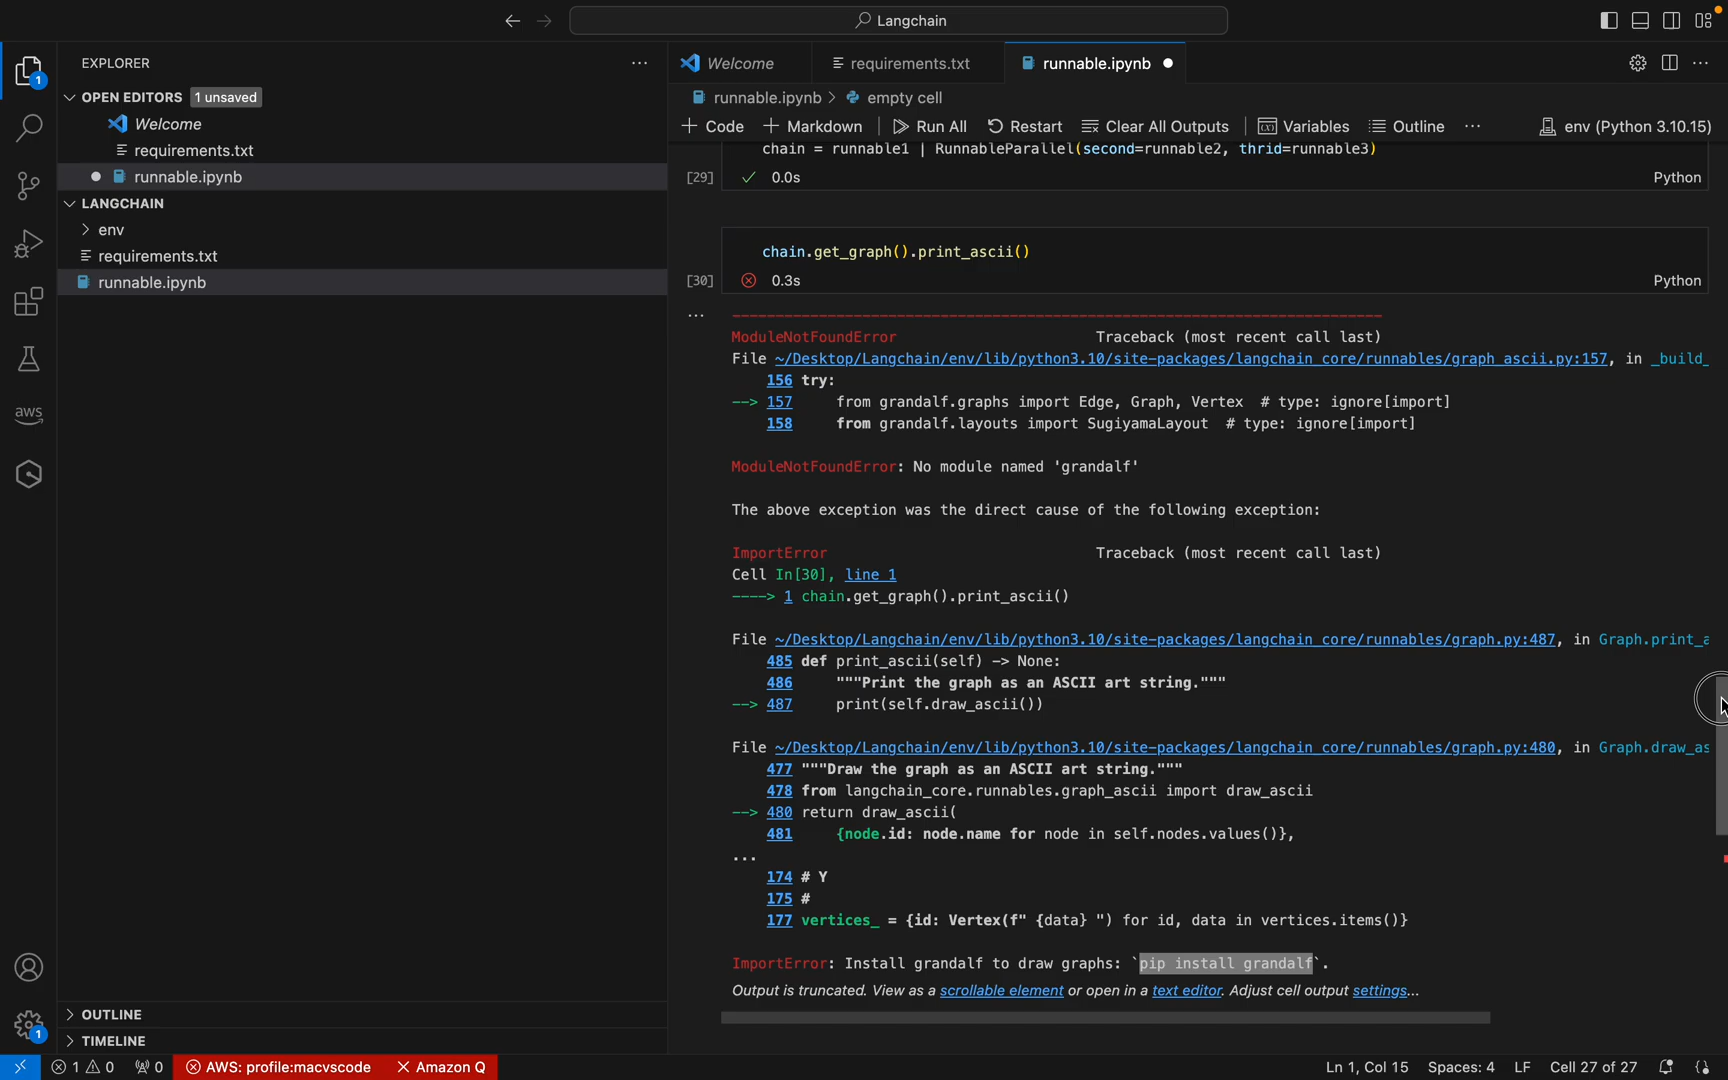 Langchain
EXPLORER
OPEN EDITORS 1 unsaved
Welcome
requirements.txt
runnable.ipynb
LANGCHAIN
env
requirements.txt
runnable.ipynb
1
aws
1
OUTLINE
TIMELINE
Welcome
requirements.txt
runnable.ipynb
runnable.ipynb > empty cell
+ Code + Markdown Run All Restart Clear All Outputs Variables Outline ... env (Python 3.10.15)
chain = runnable1 | RunnableParallel(second=runnable2, thrid=runnable3)
[29] 0.0s Python
chain.get_graph().print_ascii()
[30] 0.3s Python
...
ModuleNotFoundError Traceback (most recent call last)
File ~/Desktop/Langchain/env/lib/python3.10/site-packages/langchain_core/runnables/graph_ascii.py:157, in _build_
156 try:
--> 157 from grandalf.graphs import Edge, Graph, Vertex # type: ignore[import]
158 from grandalf.layouts import SugiyamaLayout # type: ignore[import]
ModuleNotFoundError: No module named 'grandalf'
The above exception was the direct cause of the following exception:
ImportError Traceback (most recent call last)
Cell In[30], line 1
----> 1 chain.get_graph().print_ascii()
File ~/Desktop/Langchain/env/lib/python3.10/site-packages/langchain_core/runnables/graph.py:487, in Graph.print_a
485 def print_ascii(self) -> None:
486 """Print the graph as an ASCII art string."""
--> 487 print(self.draw_ascii())
File ~/Desktop/Langchain/env/lib/python3.10/site-packages/langchain_core/runnables/graph.py:480, in Graph.draw_as
477 """Draw the graph as an ASCII art string."""
478 from langchain_core.runnables.graph_ascii import draw_ascii
--> 480 return draw_ascii(
481 {node.id: node.name for node in self.nodes.values()},
...
174 # Y
175 #
177 vertices_ = {id: Vertex(f" {data} ") for id, data in vertices.items()}
ImportError: Install grandalf to draw graphs: `pip install grandalf`.
Output is truncated. View as a scrollable element or open in a text editor. Adjust cell output settings...
1 0 0 AWS: profile:macvscode Amazon Q Ln 1, Col 15 Spaces: 4 LF Cell 27 of 27